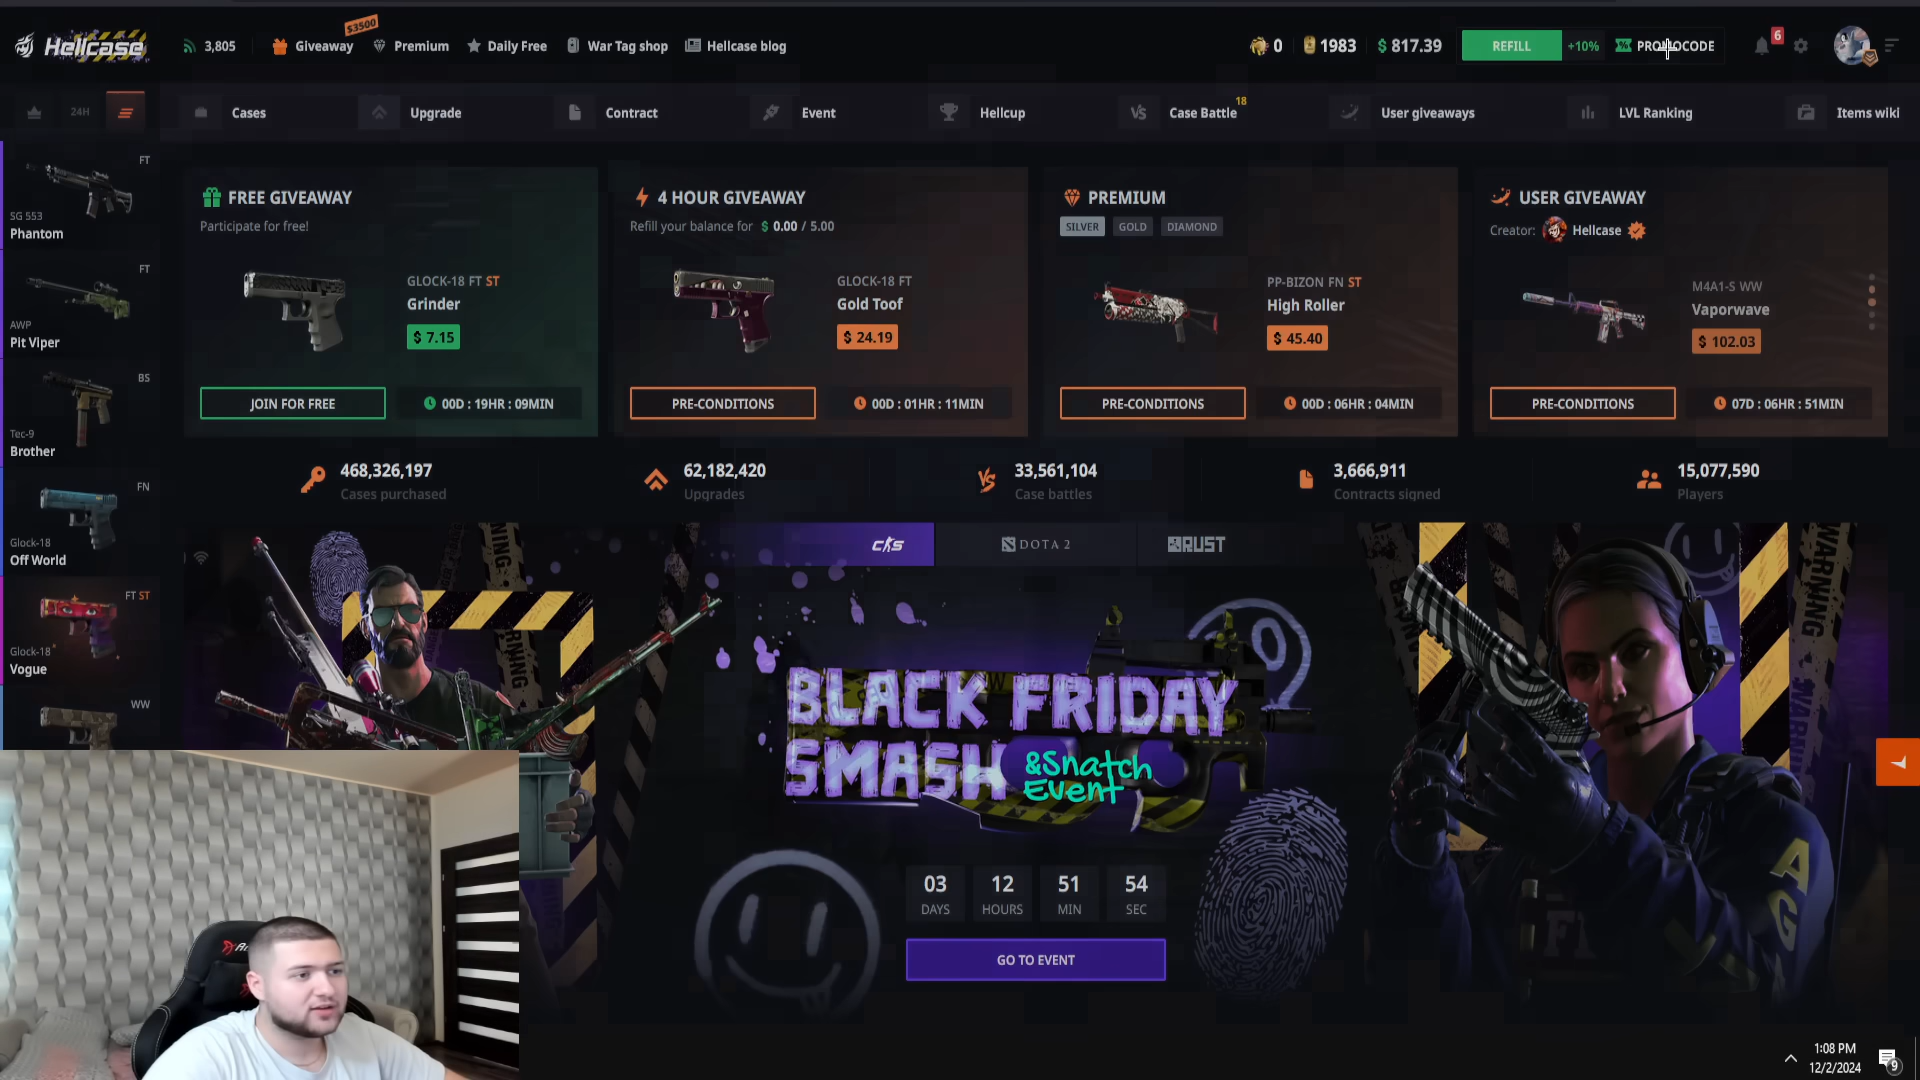 Hellcase
3,805
Giveaway
$3500
Premium
Daily Free
War Tag shop
Hellcase blog
0
1983
$ 817.39
REFILL
+10%
PROMOCODE
6
24H
Cases
Upgrade
Contract
Event
Hellcup
VS
Case Battle
18
User giveaways
LVL Ranking
Items wiki
FT
SG 553
Phantom
FT
AWP
Pit Viper
BS
Tec-9
Brother
FN
Glock-18
Off World
FT ST
Glock-18
Vogue
WW
FREE GIVEAWAY
Participate for free!
GLOCK-18 FT ST
Grinder
$ 7.15
JOIN FOR FREE
00D : 19HR : 09MIN
4 HOUR GIVEAWAY
Refill your balance for $ 0.00 / 5.00
GLOCK-18 FT
Gold Toof
$ 24.19
PRE-CONDITIONS
00D : 01HR : 11MIN
PREMIUM
SILVER
GOLD
DIAMOND
PP-BIZON FN ST
High Roller
$ 45.40
PRE-CONDITIONS
00D : 06HR : 04MIN
USER GIVEAWAY
Creator: Hellcase
M4A1-S WW
Vaporwave
$ 102.03
PRE-CONDITIONS
07D : 06HR : 51MIN
468,326,197
Cases purchased
62,182,420
Upgrades
VS
33,561,104
Case battles
3,666,911
Contracts signed
15,077,590
Players
CS
DOTA 2
RUST
WARNING
WARNING
WARNING
BLACK FRIDAY
SMASH
&Snatch
Event
03
DAYS
12
HOURS
51
MIN
54
SEC
GO TO EVENT
1:08 PM
12/2/2024
9